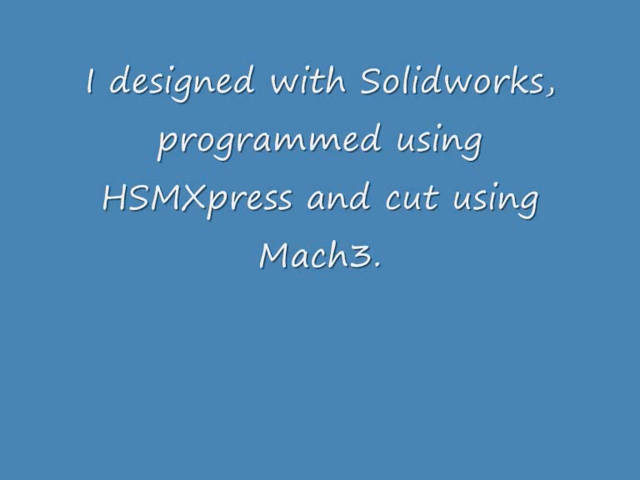 I designed with Solidworks,
programmed using
HSMXpress and cut using
Mach3.